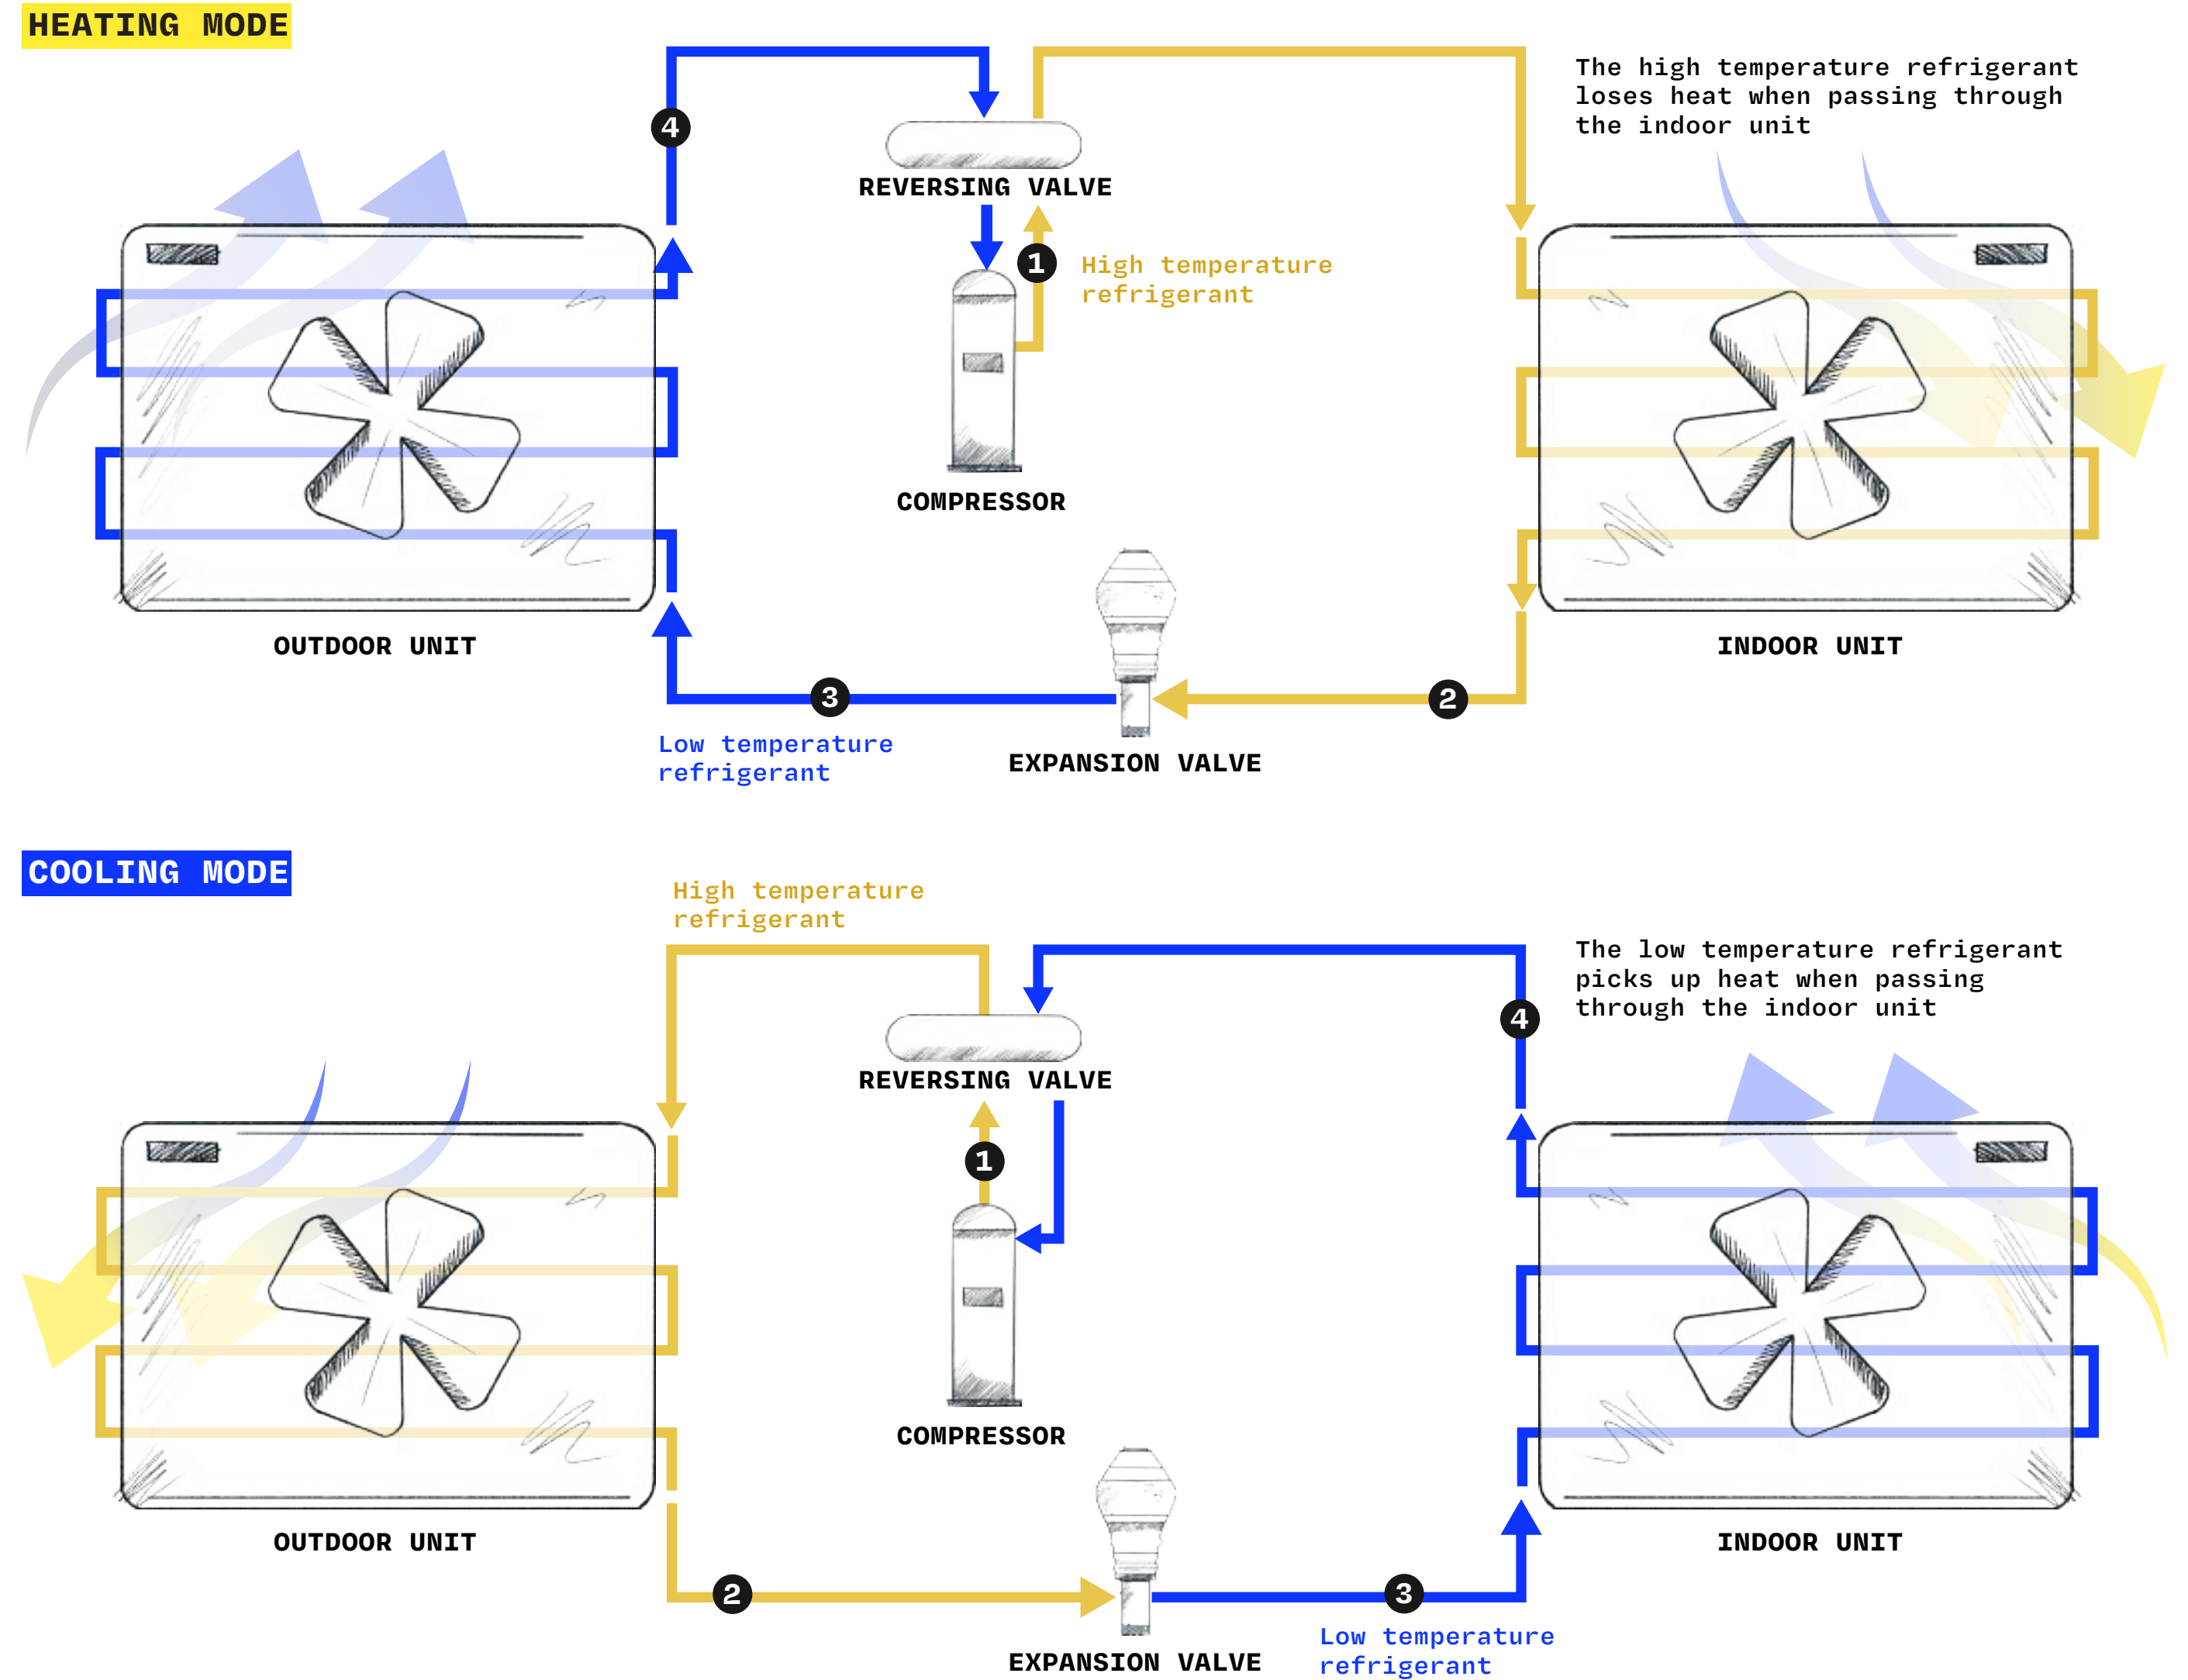 HEATING MODE
The high temperature refrigerant
loses heat when passing through
the indoor unit
4
REVERSING VALVE
1
High temperature
refrigerant
COMPRESSOR
OUTDOOR UNIT
INDOOR UNIT
3
2
Low temperature
refrigerant
EXPANSION VALVE
COOLING MODE
High temperature
refrigerant
The low temperature refrigerant
picks up heat when passing
through the indoor unit
4
REVERSING VALVE
1
COMPRESSOR
OUTDOOR UNIT
INDOOR UNIT
2
3
EXPANSION VALVE
Low temperature
refrigerant